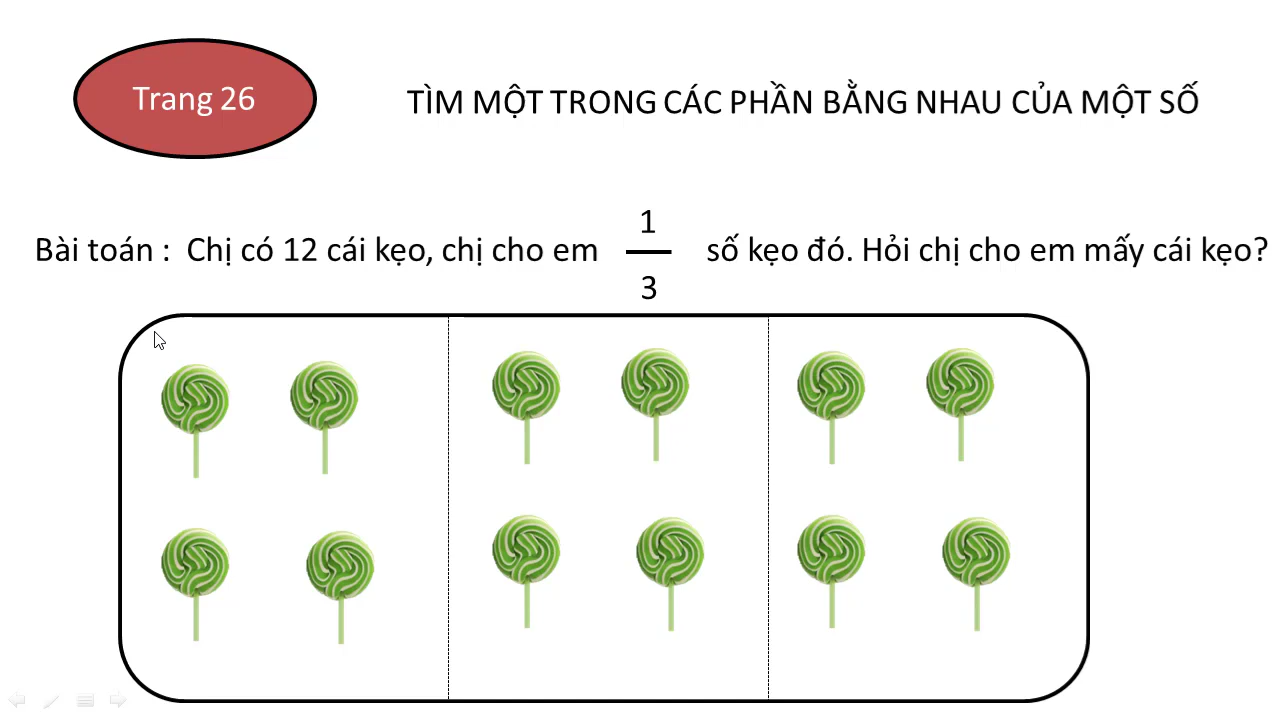 Trang 26
TÌM MỘT TRONG CÁC PHẦN BẰNG NHAU CỦA MỘT SỐ
Bài toán : Chị có 12 cái kẹo, chị cho em 1/3 số kẹo đó. Hỏi chị cho em mấy cái kẹo?